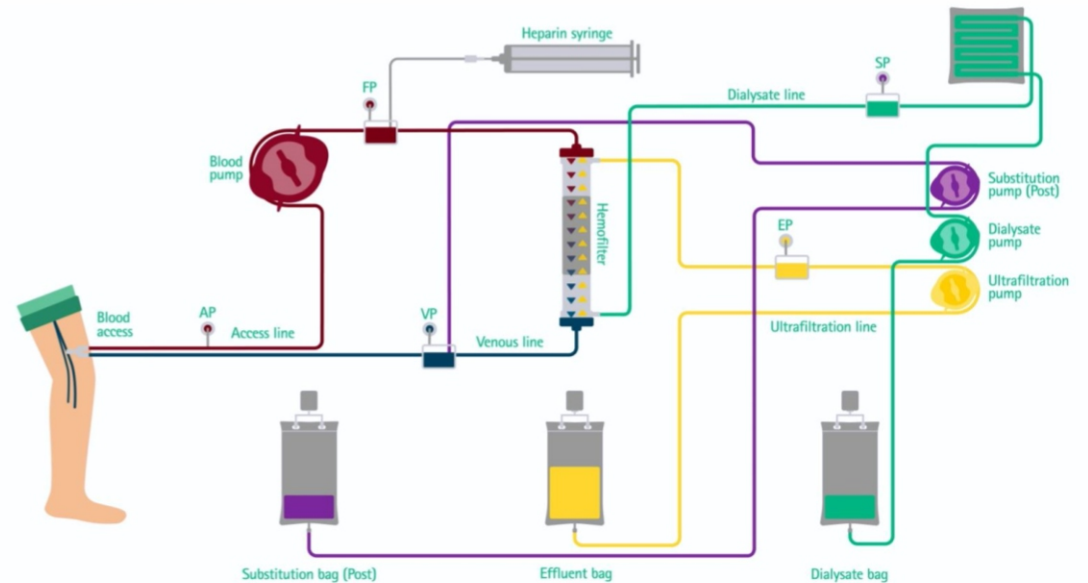 Heparin syringe
FP
SP
Dialysate line
Blood
pump
Substitution
pump (Post)
Hemofilter
EP
Dialysate
pump
Ultrafiltration
pump
Blood
access
AP
Access line
VP
Venous line
Ultrafiltration line
Substitution bag (Post)
Effluent bag
Dialysate bag